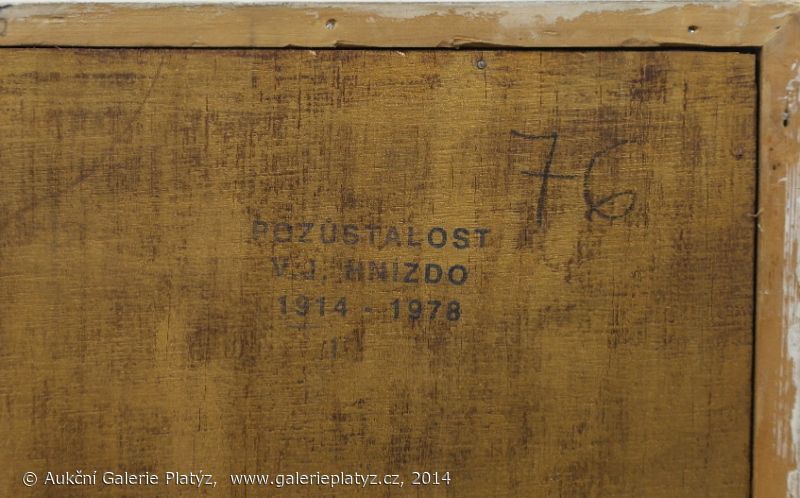 76
POZŮSTALOST
V.J. HNIZDO
1914 - 1978
© Aukční Galerie Platýz, www.galerieplatyz.cz, 2014